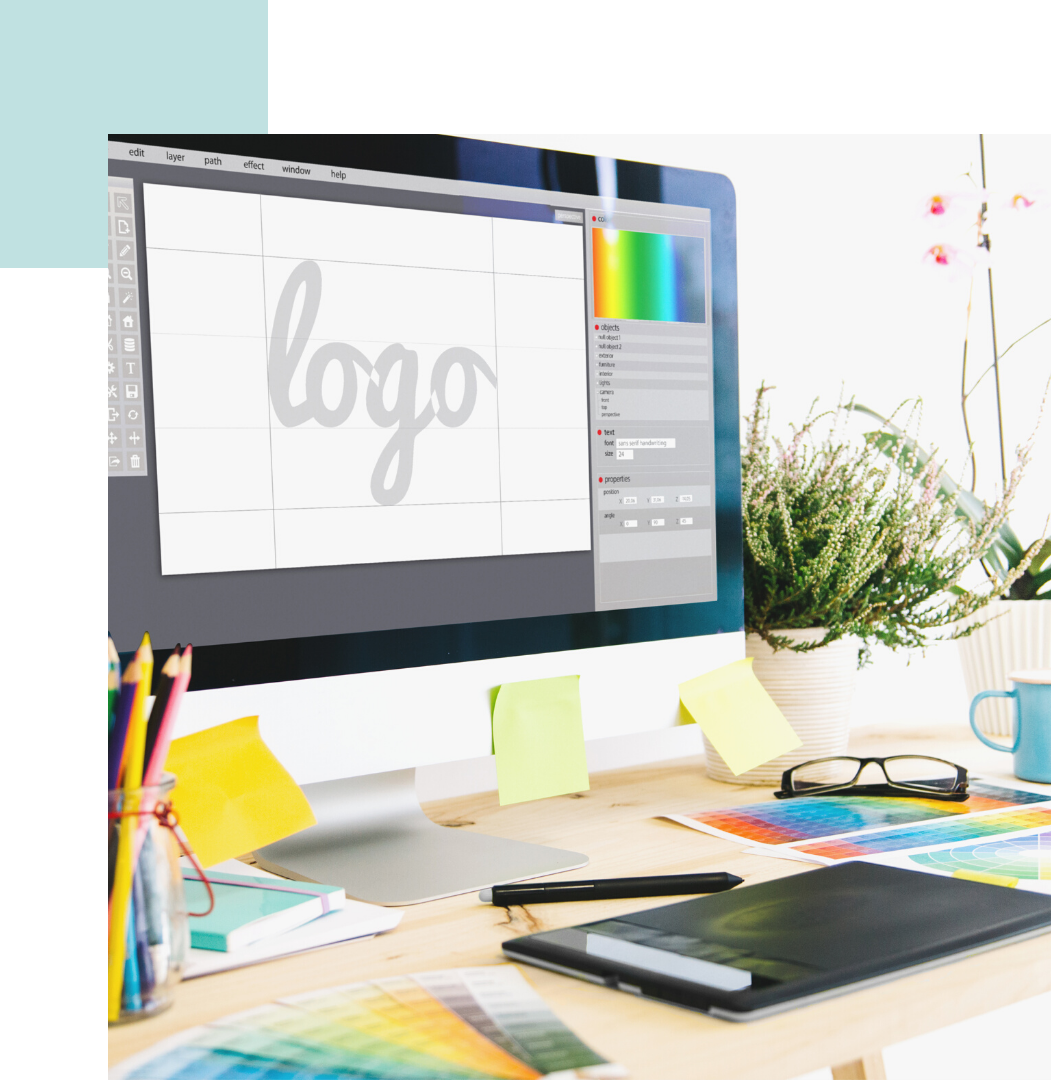 edit layer path effect window help
perspective
logo
objects
null object 1
null object 2
exterior
furniture
interior
lights
camera
front
top
perspective
text
font sans serif handwriting
size 24
properties
position
X Y Z
angle
X Y Z
T